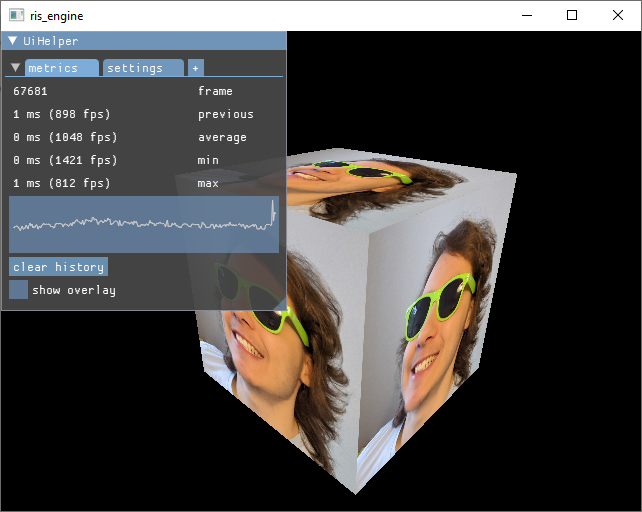 ris_engine
UiHelper
metrics settings +
67681 frame
1 ms (898 fps) previous
0 ms (1048 fps) average
0 ms (1421 fps) min
1 ms (812 fps) max
clear history
show overlay